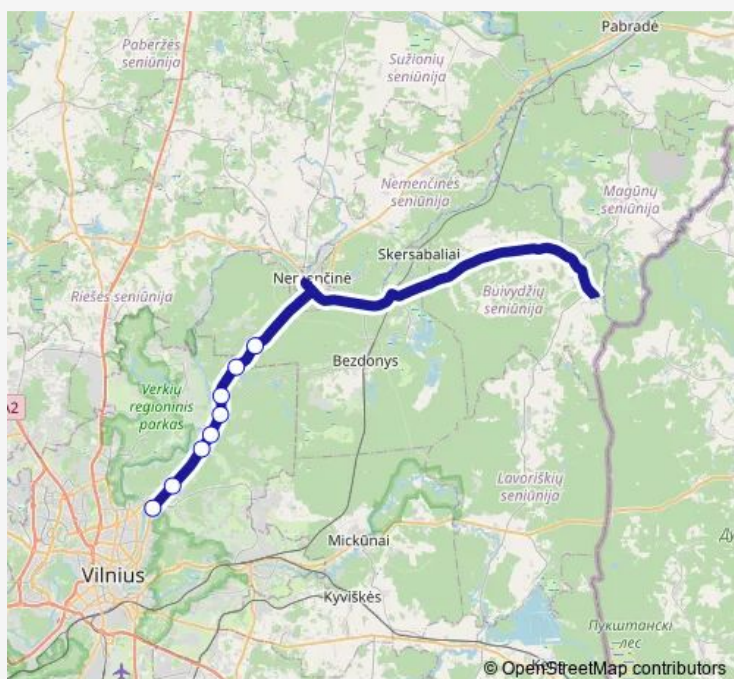 Pabradė
Paberžės
seniūnija
Sužionių
seniūnija
Nemenčinės
seniūnija
Magūnų
seniūnija
Skersabaliai
Nemenčinė
Riešės seniūnija
Buivydžių
seniūnija
Bezdonys
Verkių
regioninis
parkas
A2
Lavoriškių
seniūnija
Mickūnai
Vilnius
Kyviškės
Пукштанскі
–лес
© OpenStreetMap contributors